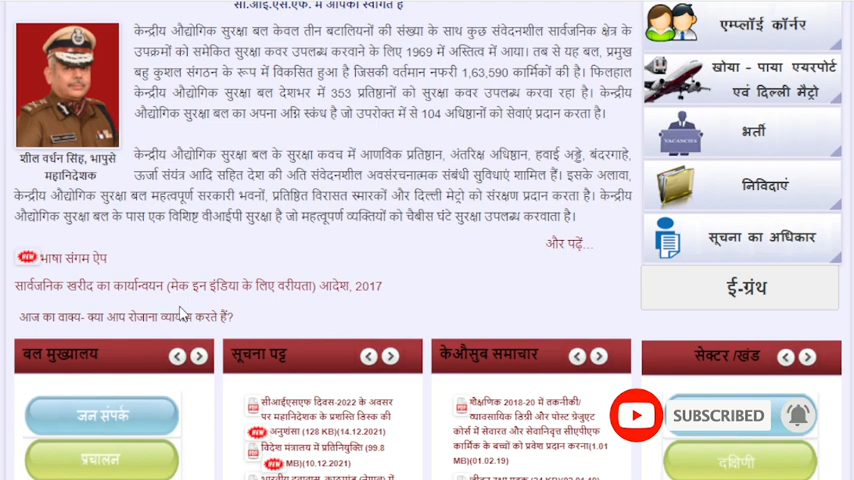 सी.आई.एस.एफ. में आपका स्वागत है
केन्द्रीय औद्योगिक सुरक्षा बल केवल तीन बटालियनों की संख्या के साथ कुछ संवेदनशील सार्वजनिक क्षेत्र के
उपक्रमों को समेकित सुरक्षा कवर उपलब्ध करवाने के लिए 1969 में अस्तित्व में आया। तब से यह बल, प्रमुख
बहु कुशल संगठन के रूप में विकसित हुआ है जिसकी वर्तमान नफरी 1,63,590 कार्मिकों की है। फिलहाल
केन्द्रीय औद्योगिक सुरक्षा बल देशभर में 353 प्रतिष्ठानों को सुरक्षा कवर उपलब्ध करवा रहा है। केन्द्रीय
औद्योगिक सुरक्षा बल का अपना अग्नि स्कंध है जो उपरोक्त में से 104 अधिष्ठानों को सेवाएं प्रदान करता है।
शील वर्धन सिंह, भापुसे
महानिदेशक
केन्द्रीय औद्योगिक सुरक्षा बल के सुरक्षा कवच में आणविक प्रतिष्ठान, अंतरिक्ष अधिष्ठान, हवाई अड्डे, बंदरगाहे,
ऊर्जा संयंत्र आदि सहित देश की अति संवेदनशील अवसंरचनात्मक संबंधी सुविधाएं शामिल हैं। इसके अलावा,
केन्द्रीय औद्योगिक सुरक्षा बल महत्वपूर्ण सरकारी भवनों, प्रतिष्ठित विरासत स्मारकों और दिल्ली मेट्रो को संरक्षण प्रदान करता है। केन्द्रीय
औद्योगिक सुरक्षा बल के पास एक विशिष्ट वीआईपी सुरक्षा है जो महत्वपूर्ण व्यक्तियों को चैबीस घंटे सुरक्षा उपलब्ध करवाता है।
और पढ़ें...
NEW भाषा संगम ऐप
सार्वजनिक खरीद का कार्यान्वयन (मेक इन इंडिया के लिए वरीयता) आदेश, 2017
आज का वाक्य- क्या आप रोजाना व्यायाम करते हैं?
एम्प्लॉई कॉर्नर
खोया - पाया एयरपोर्ट
एवं दिल्ली मैट्रो
VACANCIES
भर्ती
निविदाएं
सूचना का अधिकार
ई-ग्रंथ
बल मुख्यालय
जन संपर्क
प्रचालन
सूचना पट्ट
सीआईएसएफ दिवस-2022 के अवसर
पर महानिदेशक के प्रशस्ति डिस्क की
NEW अनुशंसा (128 KB)(14.12.2021)
विदेश मंत्रालय में प्रतिनियुक्ति (99.8
NEW MB)(10.12.2021)
भारतीय दूतावास, काठमांडू (नेपाल) में
केऔसुब समाचार
शैक्षणिक 2018-20 में तकनीकी/
व्यावसायिक डिग्री और पोस्ट ग्रेजुएट
कोर्स में सेवारत और सेवानिवृत्त सीएपीएफ
कार्मिक के बच्चों को प्रवेश प्रदान करना(1.01
MB)(01.02.19)
सेक्टर /खंड
SUBSCRIBED
दक्षिणी